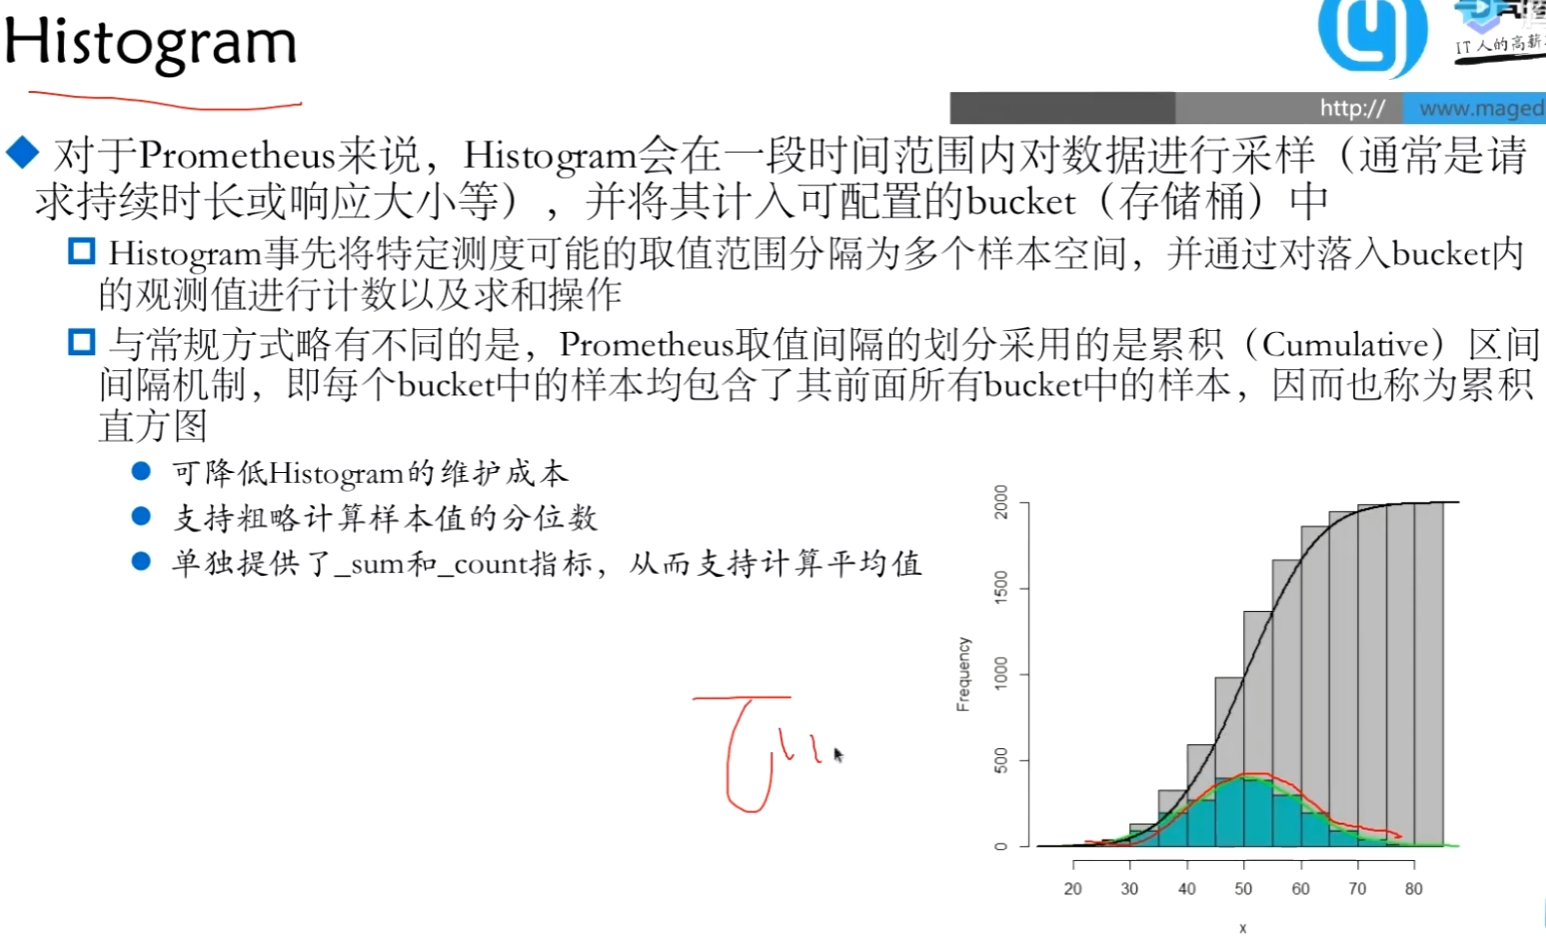 Histogram
IT人的高薪
http://
www.maged
对于Prometheus来说，Histogram会在一段时间范围内对数据进行采样（通常是请
求持续时长或响应大小等），并将其计入可配置的bucket（存储桶）中
Histogram事先将特定测度可能的取值范围分隔为多个样本空间，并通过对落入bucket内
的观测值进行计数以及求和操作
与常规方式略有不同的是，Prometheus取值间隔的划分采用的是累积（Cumulative）区间
间隔机制，即每个bucket中的样本均包含了其前面所有bucket中的样本，因而也称为累积
直方图
可降低Histogram的维护成本
支持粗略计算样本值的分位数
单独提供了_sum和_count指标，从而支持计算平均值
Frequency
2000
1500
1000
500
0
20 30 40 50 60 70 80
x